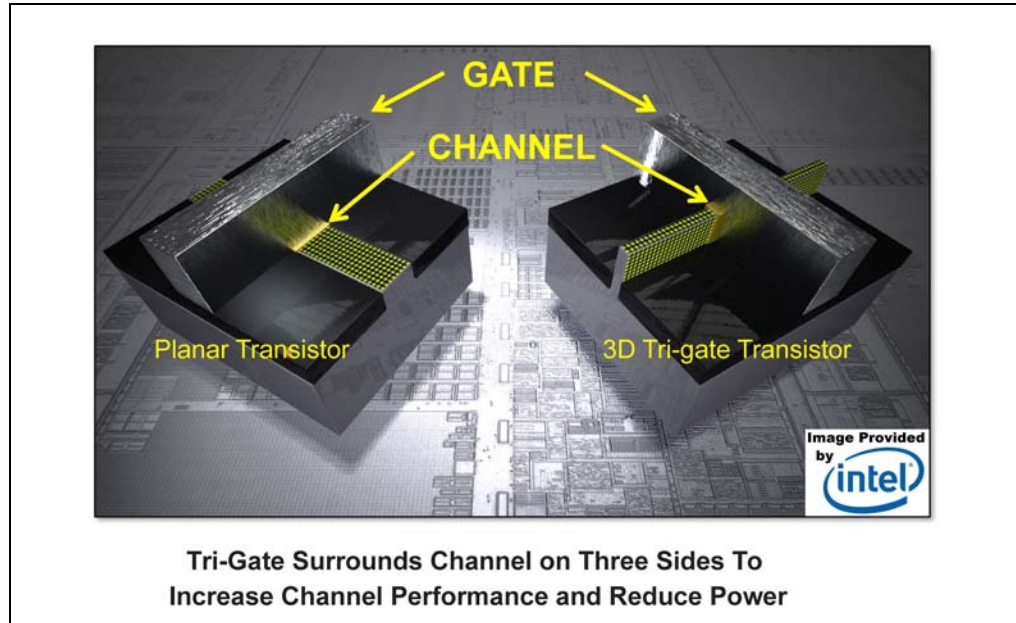 GATE
CHANNEL
Planar Transistor
3D Tri-gate Transistor
Image Provided
by
intel
Tri-Gate Surrounds Channel on Three Sides To
Increase Channel Performance and Reduce Power